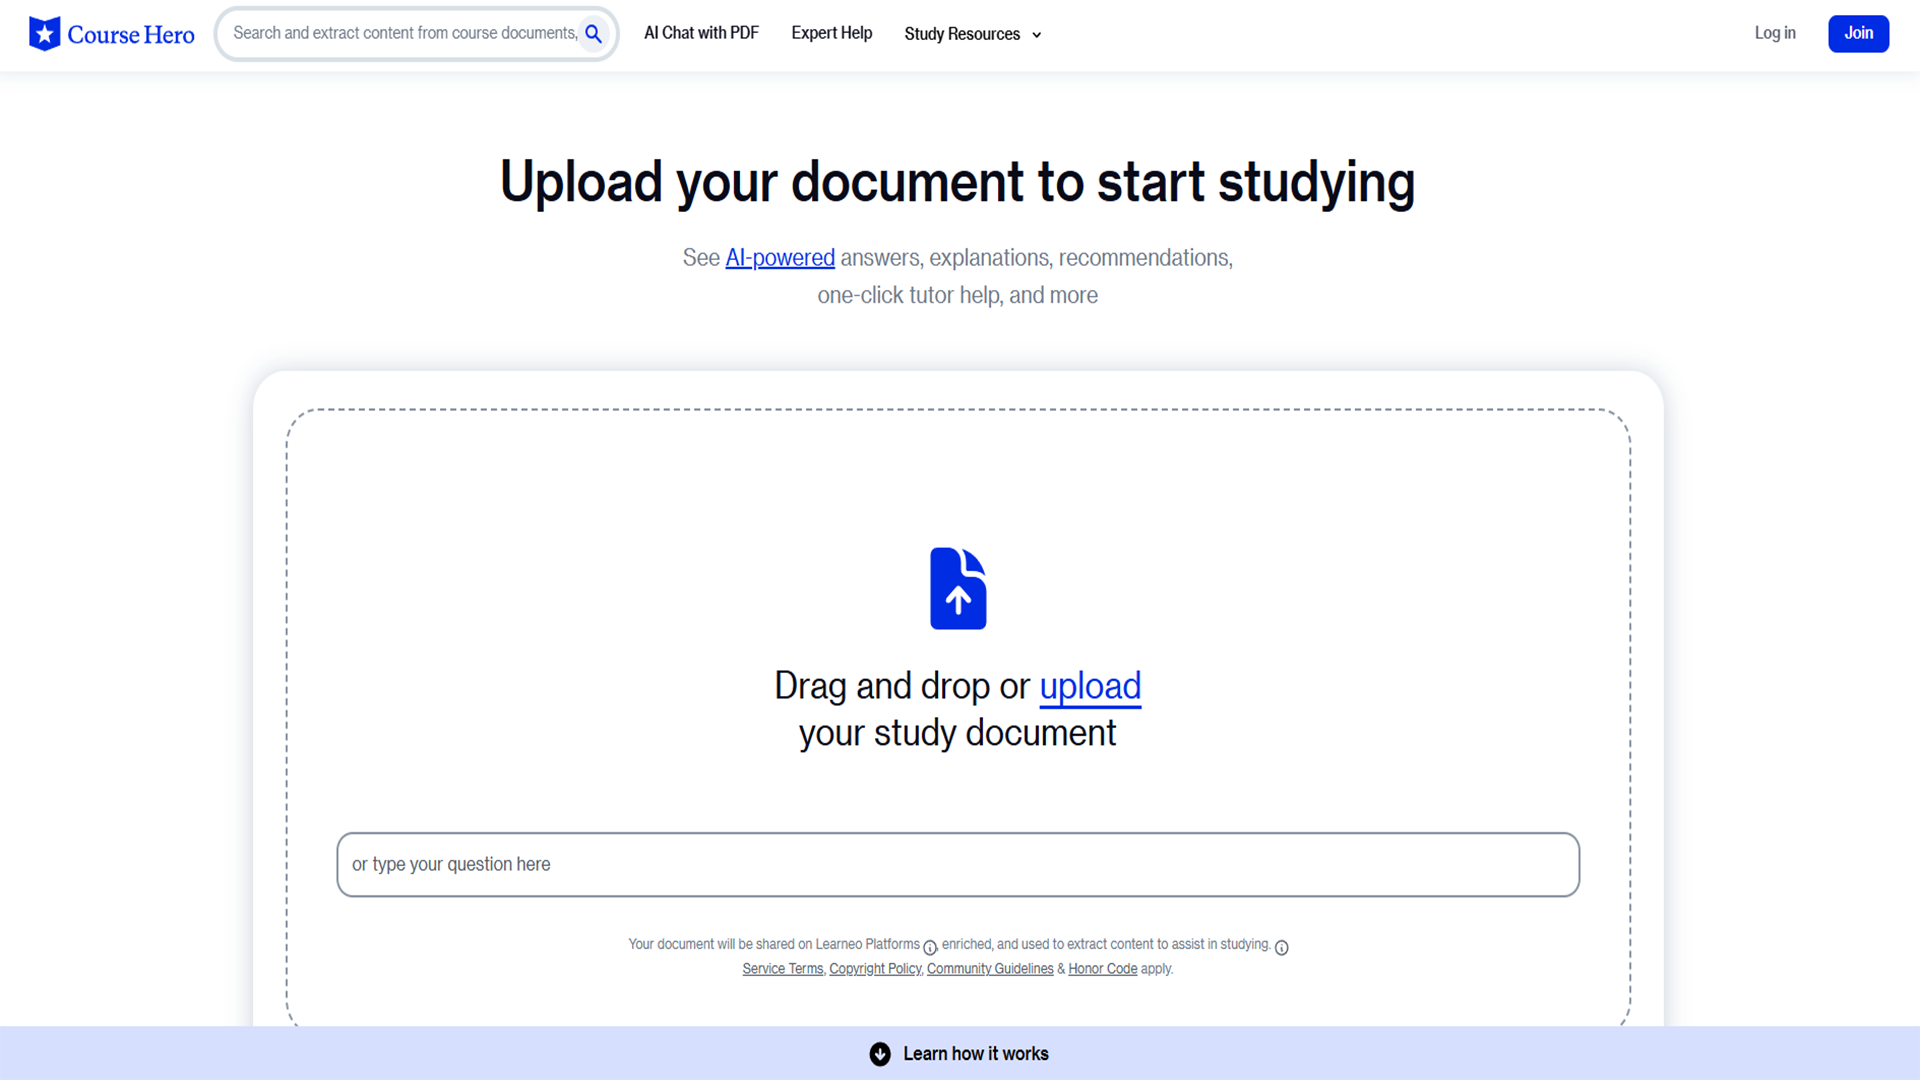 Course Hero
Search and extract content from course documents,
AI Chat with PDF
Expert Help
Study Resources
Log in
Join
Upload your document to start studying
See AI-powered answers, explanations, recommendations,
one-click tutor help, and more
Drag and drop or upload
your study document
or type your question here
Your document will be shared on Learneo Platforms , enriched, and used to extract content to assist in studying.
Service Terms, Copyright Policy, Community Guidelines & Honor Code apply.
Learn how it works